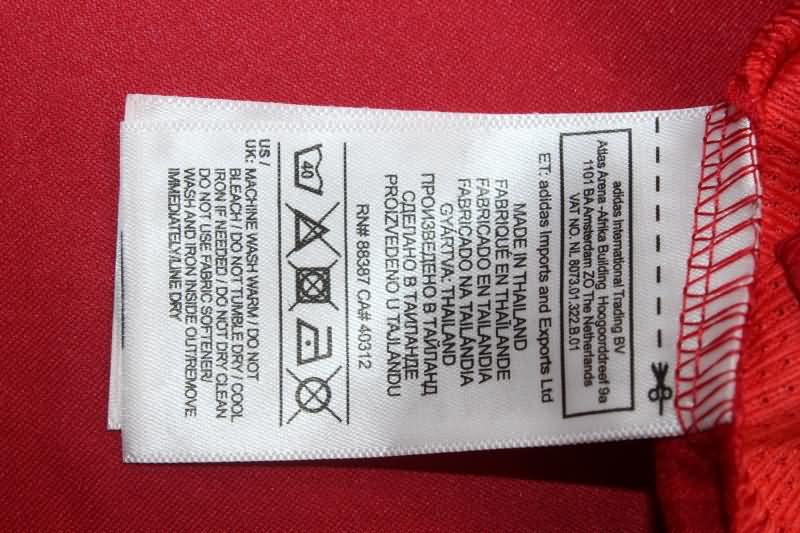 adidas International Trading BV
Atlas Arena -Afrika Building Hoogoorddreef 9a
1101 BA Amsterdam ZO The Netherlands
VAT NO. NL 8073.01.322.B.01
ET: adidas Imports and Exports Ltd
MADE IN THAILAND
FABRIQUÉ EN THAÏLANDE
FABRICADO EN TAILANDIA
FABRICADO NA TAILÂNDIA
GYÁRTVA: THAILAND
ПРОИЗВЕДЕНО В ТАЙЛАНД
СДЕЛАНО В ТАИЛАНДЕ
PROIZVEDENO U TAJLANDU
RN# 88387 CA# 40312
40
US /
UK: MACHINE WASH WARM / DO NOT
BLEACH / DO NOT TUMBLE DRY / COOL
IRON IF NEEDED / DO NOT DRY CLEAN
DO NOT USE FABRIC SOFTENER/
WASH AND IRON INSIDE OUT/REMOVE
IMMEDIATELY/LINE DRY